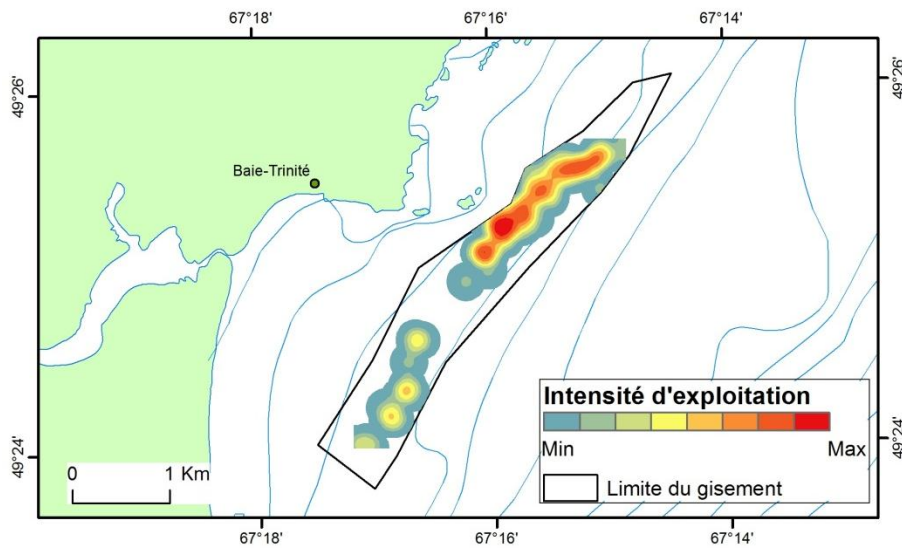 67°18' 67°16' 67°14'
49°26' 49°26'
Baie-Trinité
Intensité d'exploitation
Min Max
49°24' 49°24'
0 1 Km
Limite du gisement
67°18' 67°16' 67°14'